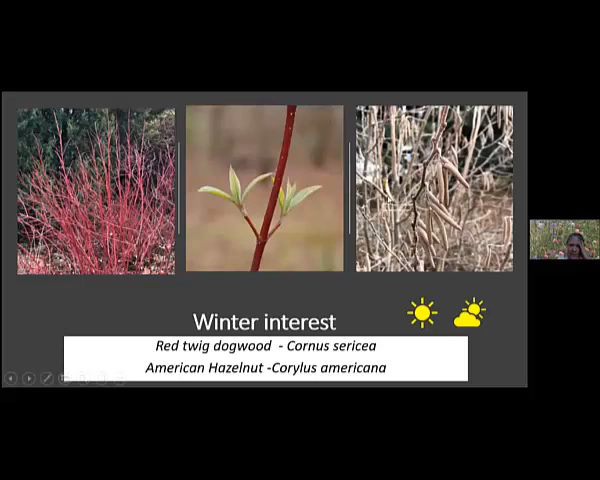 Winter interest
Red twig dogwood - Cornus sericea
American Hazelnut -Corylus americana